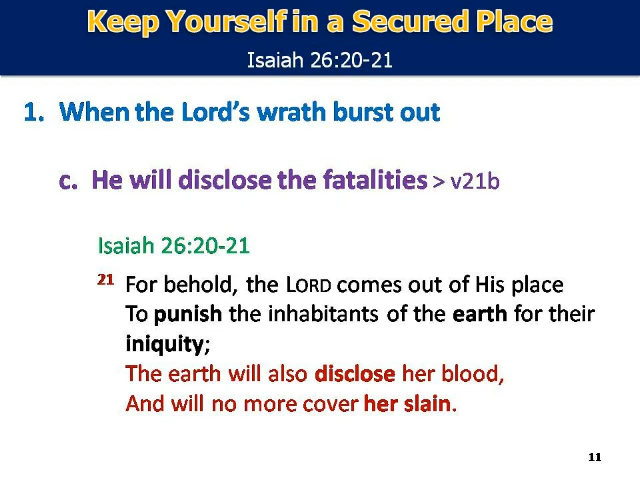 Keep Yourself in a Secured Place
Isaiah 26:20-21
1. When the Lord's wrath burst out
c. He will disclose the fatalities > v21b
Isaiah 26:20-21
21 For behold, the LORD comes out of His place
To punish the inhabitants of the earth for their
iniquity;
The earth will also disclose her blood,
And will no more cover her slain.
11